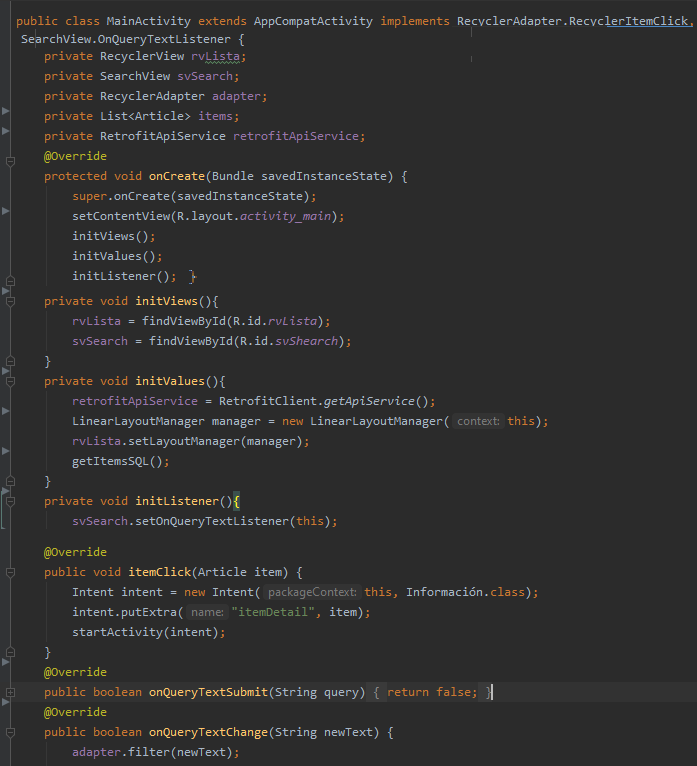 public class MainActivity extends AppCompatActivity implements RecyclerAdapter.RecyclerItemClick,
SearchView.OnQueryTextListener {
private RecyclerView rvLista;
private SearchView svSearch;
private RecyclerAdapter adapter;
private List<Article> items;
private RetrofitApiService retrofitApiService;
@Override
protected void onCreate(Bundle savedInstanceState) {
super.onCreate(savedInstanceState);
setContentView(R.layout.activity_main);
initViews();
initValues();
initListener(); }
private void initViews(){
rvLista = findViewById(R.id.rvLista);
svSearch = findViewById(R.id.svShearch);
}
private void initValues(){
retrofitApiService = RetrofitClient.getApiService();
LinearLayoutManager manager = new LinearLayoutManager( context: this);
rvLista.setLayoutManager(manager);
getItemsSQL();
}
private void initListener(){
svSearch.setOnQueryTextListener(this);
@Override
public void itemClick(Article item) {
Intent intent = new Intent( packageContext: this, Información.class);
intent.putExtra( name: "itemDetail", item);
startActivity(intent);
}
@Override
public boolean onQueryTextSubmit(String query) { return false; }
@Override
public boolean onQueryTextChange(String newText) {
adapter.filter(newText);